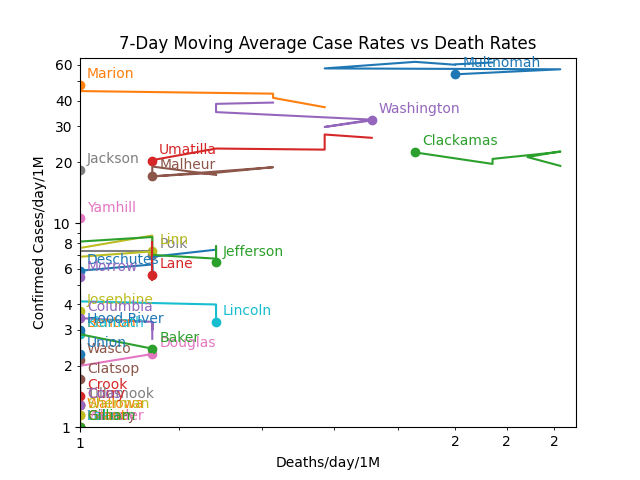 7-Day Moving Average Case Rates vs Death Rates
60
Multnomah
Marion
40
Washington
30
Clackamas
Umatilla
Jackson
20
Malheur
Yamhill
10
Linn
8
Polk
Jefferson
Deschutes
Lane
6
Morrow
Josephine
4
Columbia
Lincoln
Hood River
3
Baker
Union
Douglas
2
Wasco
Clatsop
Crook
Tillamook
Curry
Wallowa
Gilliam
1
1
2
2
2
Confirmed Cases/day/1M
Deaths/day/1M